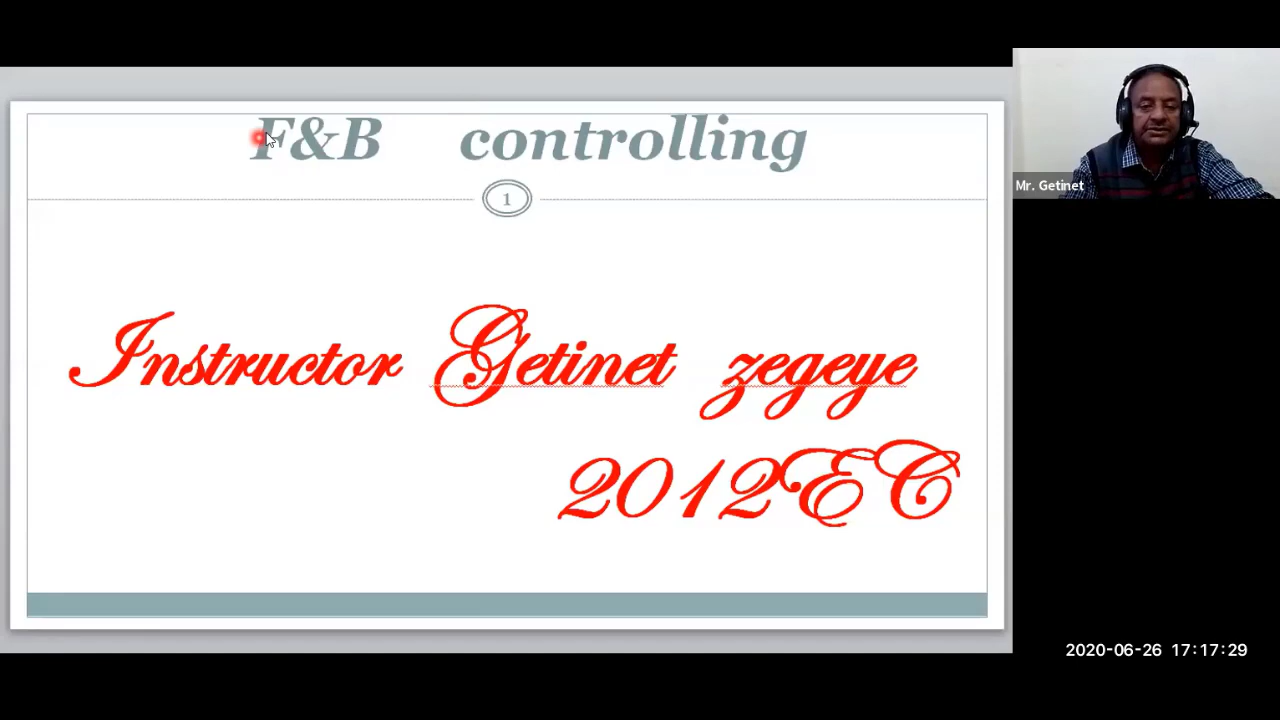 F&B controlling
1
Instructor Getinet zegeye
2012EC
Mr. Getinet
2020-06-26 17:17:29